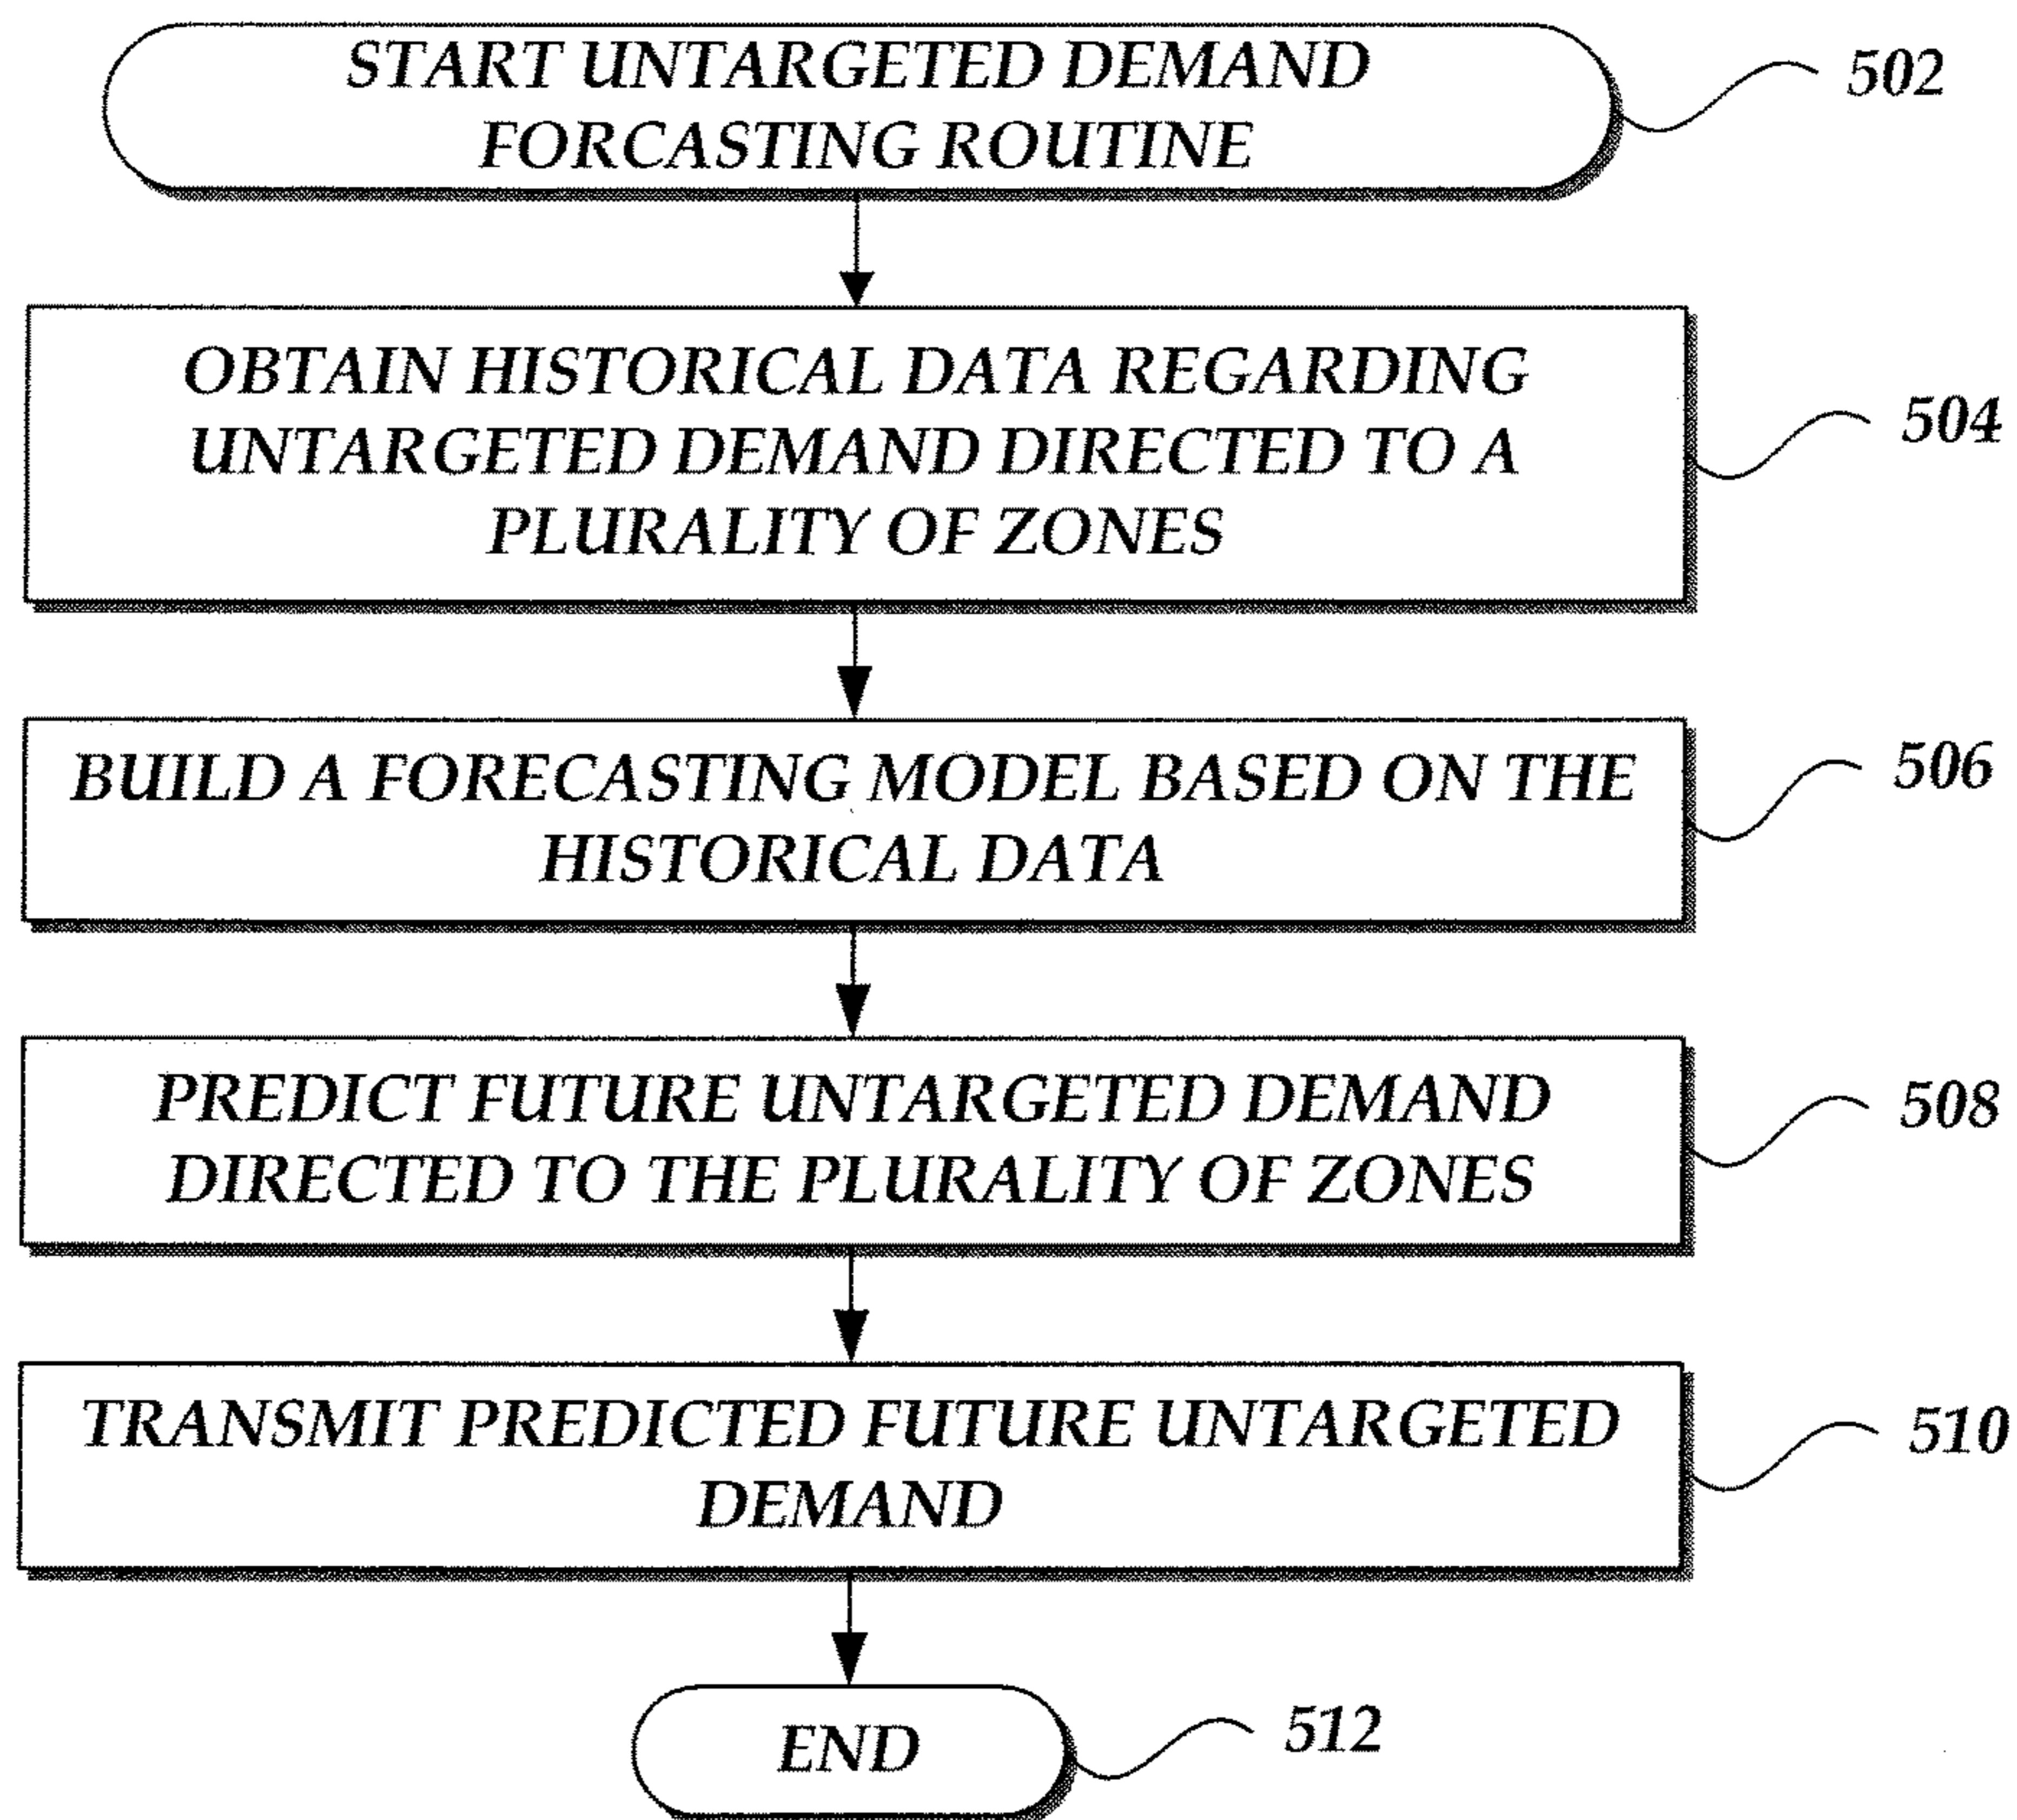 START UNTARGETED DEMAND
FORCASTING ROUTINE
502
OBTAIN HISTORICAL DATA REGARDING
UNTARGETED DEMAND DIRECTED TO A
PLURALITY OF ZONES
504
BUILD A FORECASTING MODEL BASED ON THE
HISTORICAL DATA
506
PREDICT FUTURE UNTARGETED DEMAND
DIRECTED TO THE PLURALITY OF ZONES
508
TRANSMIT PREDICTED FUTURE UNTARGETED
DEMAND
510
END
512